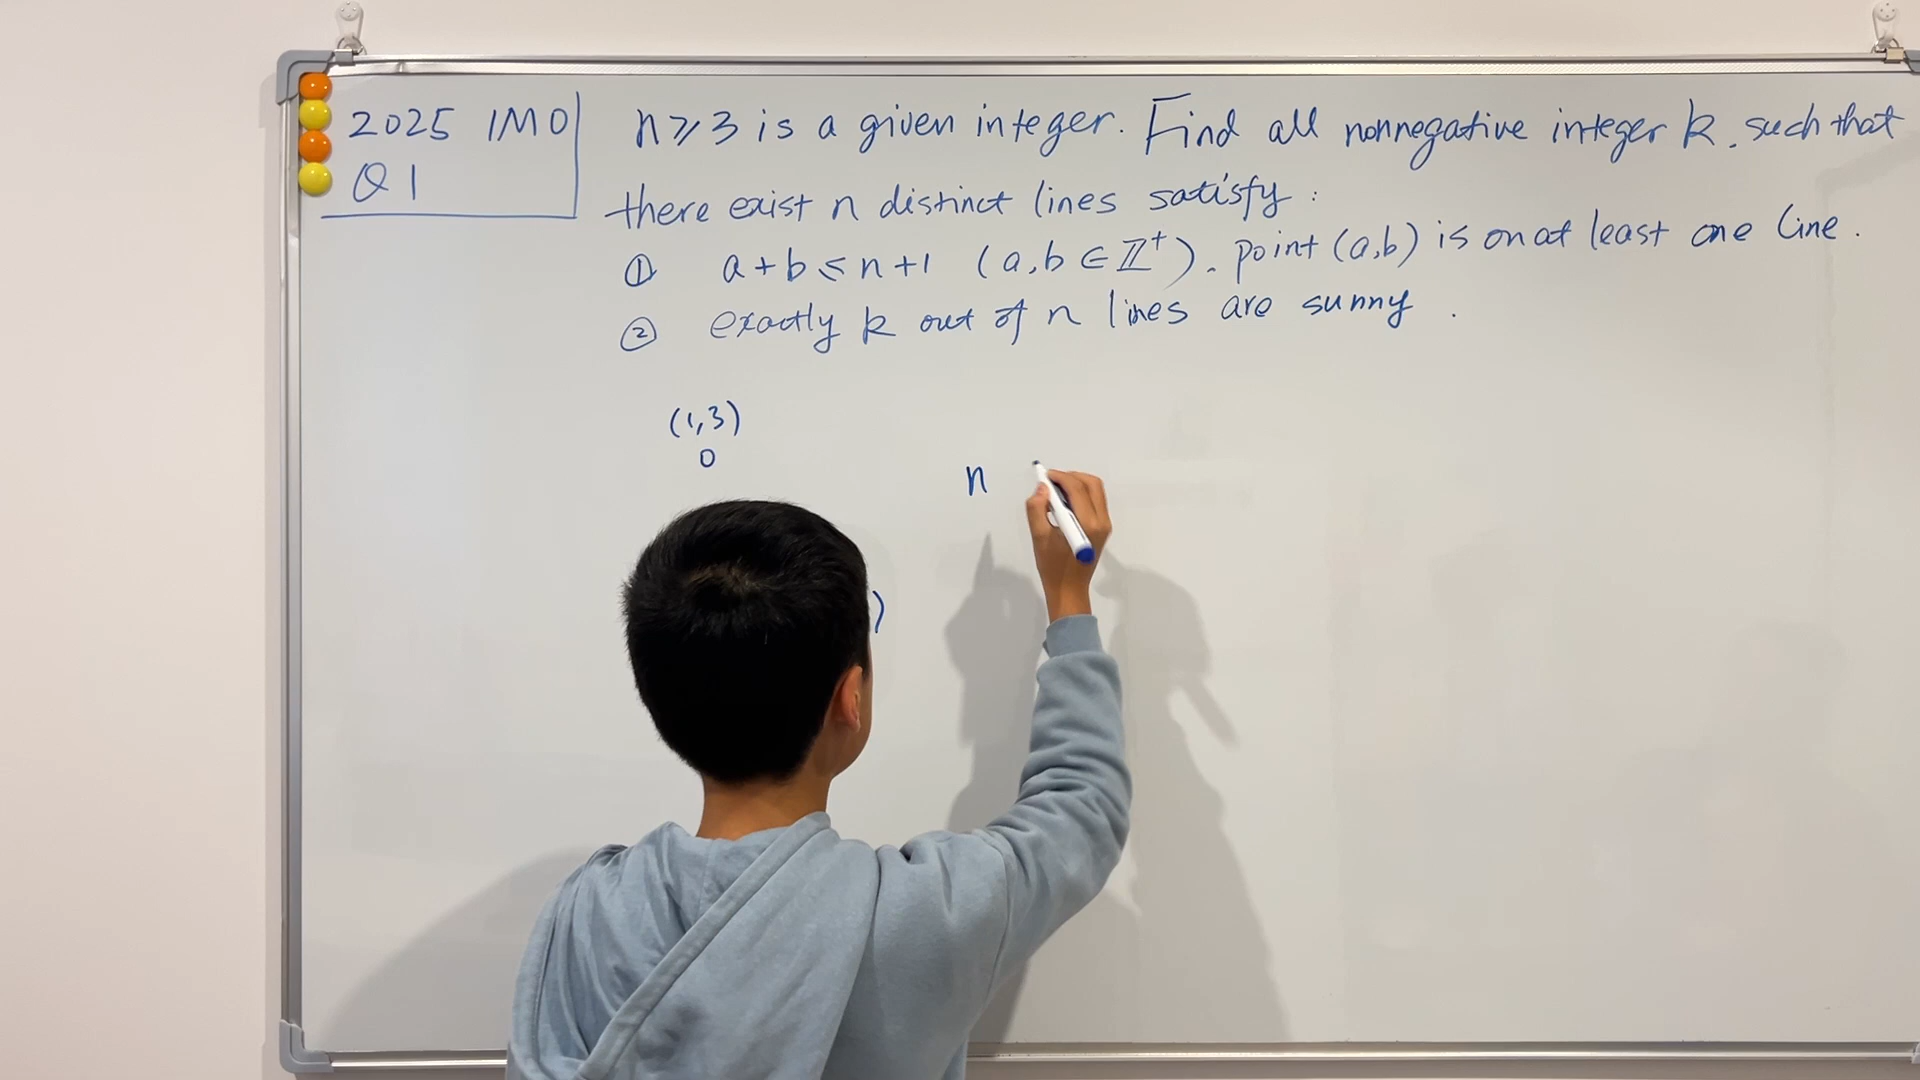 2025 IMO
Q1
n ⩾ 3 is a given integer. Find all nonnegative integer k, such that
there exist n distinct lines satisfy :
① a + b ⩽ n + 1 (a, b ∈ ℤ⁺). point (a,b) is on at least one line.
② exactly k out of n lines are sunny.
(1,3)
o
n
)